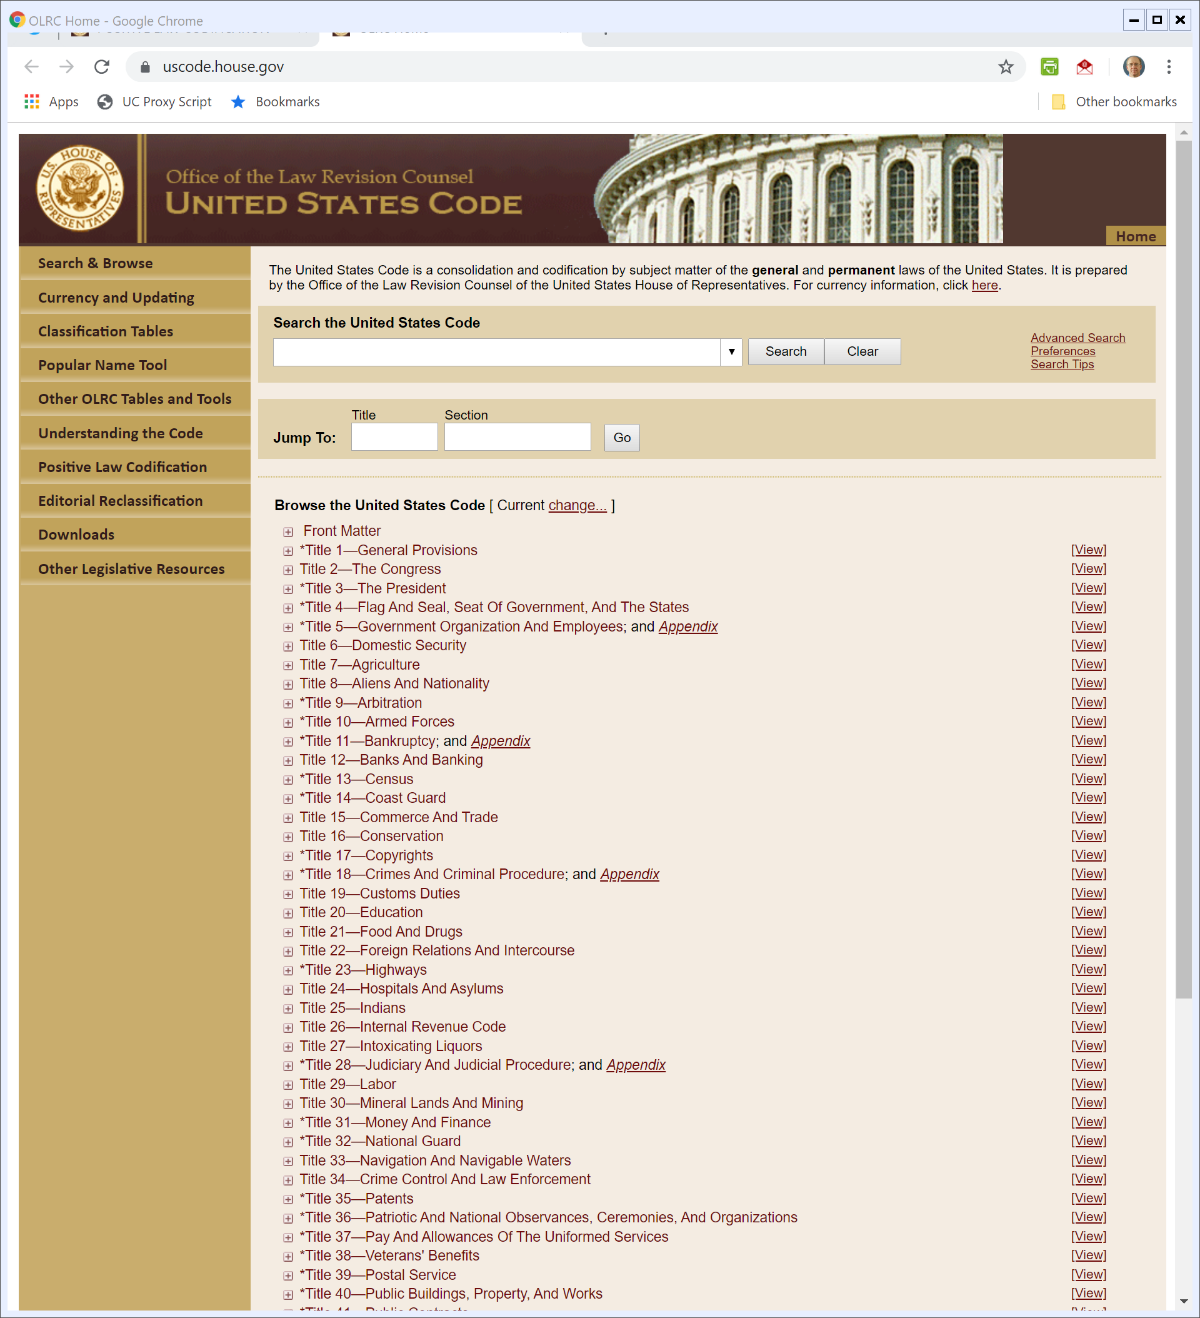 OLRC Home - Google Chrome
uscode.house.gov
Apps
UC Proxy Script
Bookmarks
Other bookmarks
U.S. HOUSE OF REPRESENTATIVES
Office of the Law Revision Counsel
UNITED STATES CODE
Home
Search & Browse
Currency and Updating
Classification Tables
Popular Name Tool
Other OLRC Tables and Tools
Understanding the Code
Positive Law Codification
Editorial Reclassification
Downloads
Other Legislative Resources
The United States Code is a consolidation and codification by subject matter of the general and permanent laws of the United States. It is prepared
by the Office of the Law Revision Counsel of the United States House of Representatives. For currency information, click here.
Search the United States Code
Search
Clear
Advanced Search
Preferences
Search Tips
Title Section
Jump To: Go
Browse the United States Code [ Current change... ]
Front Matter
*Title 1—General Provisions [View]
Title 2—The Congress [View]
*Title 3—The President [View]
*Title 4—Flag And Seal, Seat Of Government, And The States [View]
*Title 5—Government Organization And Employees; and Appendix [View]
Title 6—Domestic Security [View]
Title 7—Agriculture [View]
Title 8—Aliens And Nationality [View]
*Title 9—Arbitration [View]
*Title 10—Armed Forces [View]
*Title 11—Bankruptcy; and Appendix [View]
Title 12—Banks And Banking [View]
*Title 13—Census [View]
*Title 14—Coast Guard [View]
Title 15—Commerce And Trade [View]
Title 16—Conservation [View]
*Title 17—Copyrights [View]
*Title 18—Crimes And Criminal Procedure; and Appendix [View]
Title 19—Customs Duties [View]
Title 20—Education [View]
Title 21—Food And Drugs [View]
Title 22—Foreign Relations And Intercourse [View]
*Title 23—Highways [View]
Title 24—Hospitals And Asylums [View]
Title 25—Indians [View]
Title 26—Internal Revenue Code [View]
Title 27—Intoxicating Liquors [View]
*Title 28—Judiciary And Judicial Procedure; and Appendix [View]
Title 29—Labor [View]
Title 30—Mineral Lands And Mining [View]
*Title 31—Money And Finance [View]
*Title 32—National Guard [View]
Title 33—Navigation And Navigable Waters [View]
Title 34—Crime Control And Law Enforcement [View]
*Title 35—Patents [View]
*Title 36—Patriotic And National Observances, Ceremonies, And Organizations [View]
*Title 37—Pay And Allowances Of The Uniformed Services [View]
*Title 38—Veterans' Benefits [View]
*Title 39—Postal Service [View]
*Title 40—Public Buildings, Property, And Works [View]